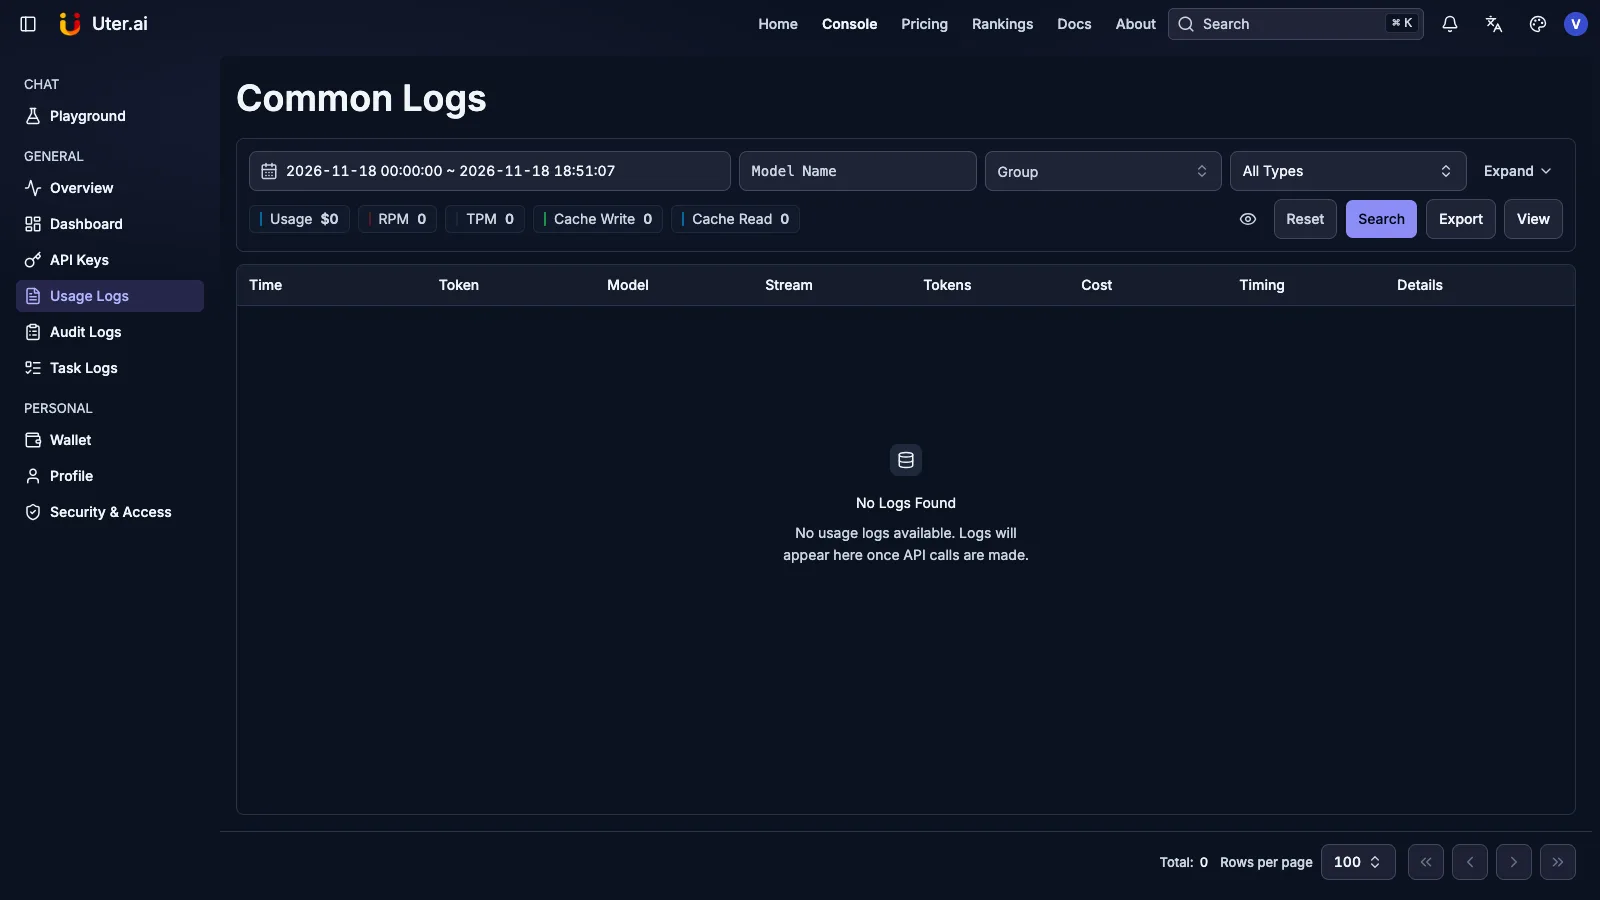 Uter.ai
Home Console Pricing Rankings Docs About Search ⌘ K V
CHAT
Playground
GENERAL
Overview
Dashboard
API Keys
Usage Logs
Audit Logs
Task Logs
PERSONAL
Wallet
Profile
Security & Access
Common Logs
2026-11-18 00:00:00 ~ 2026-11-18 18:51:07 Model Name Group All Types Expand
Usage $0 RPM 0 TPM 0 Cache Write 0 Cache Read 0 Reset Search Export View
Time Token Model Stream Tokens Cost Timing Details
No Logs Found
No usage logs available. Logs will
appear here once API calls are made.
Total: 0 Rows per page 100